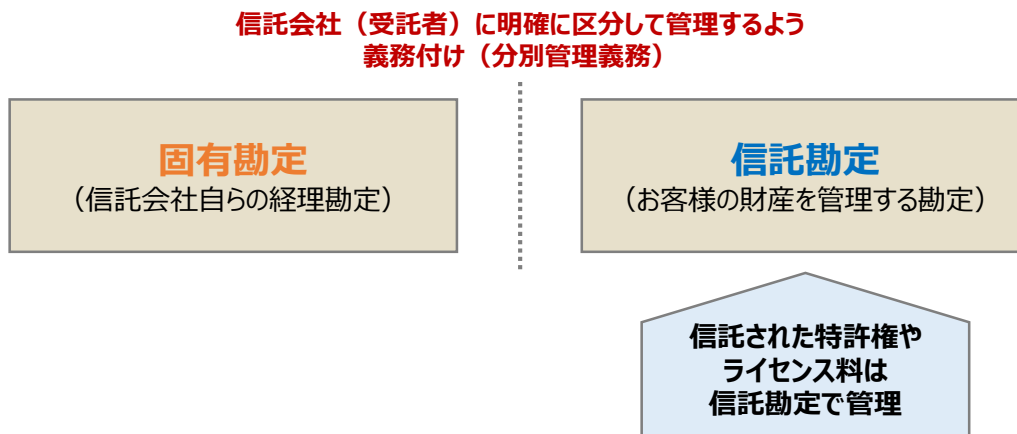 信託会社（受託者）に明確に区分して管理するよう
義務付け（分別管理義務）
固有勘定
（信託会社自らの経理勘定）
信託勘定
（お客様の財産を管理する勘定）
信託された特許権や
ライセンス料は
信託勘定で管理